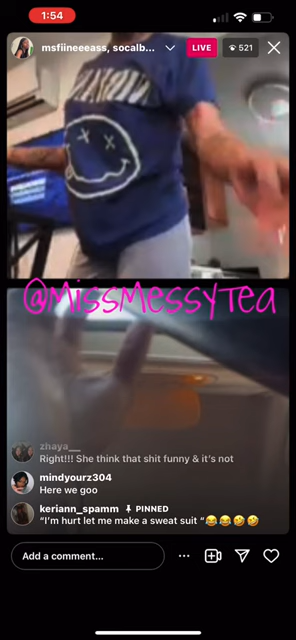 1:54
msfiineeeass, socalb...
LIVE
521
@MissMessyTea
zhaya__
Right!!! She think that shit funny & it's not
mindyourz304
Here we goo
keriann_spamm PINNED
“I'm hurt let me make a sweat suit “😂😂🤣🤣
Add a comment...